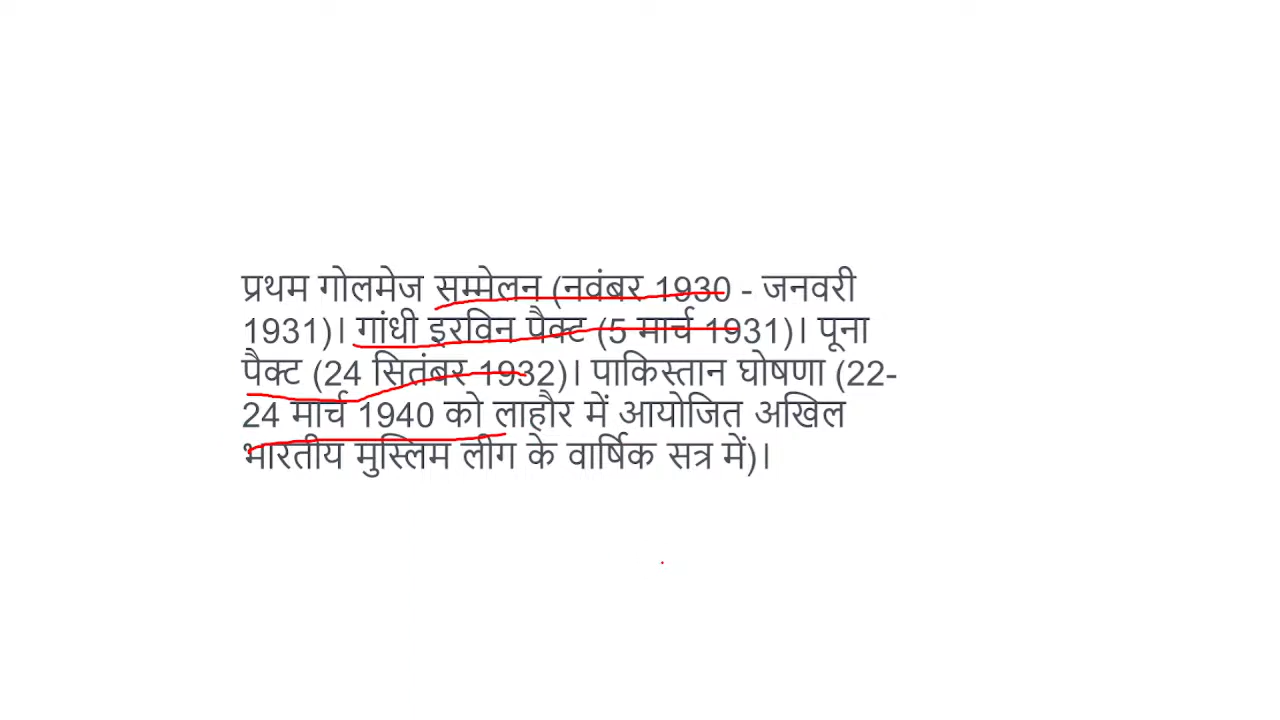 प्रथम गोलमेज सम्मेलन (नवंबर 1930 - जनवरी
1931)। गांधी इरविन पैक्ट (5 मार्च 1931)। पूना
पैक्ट (24 सितंबर 1932)। पाकिस्तान घोषणा (22-
24 मार्च 1940 को लाहौर में आयोजित अखिल
भारतीय मुस्लिम लीग के वार्षिक सत्र में)।